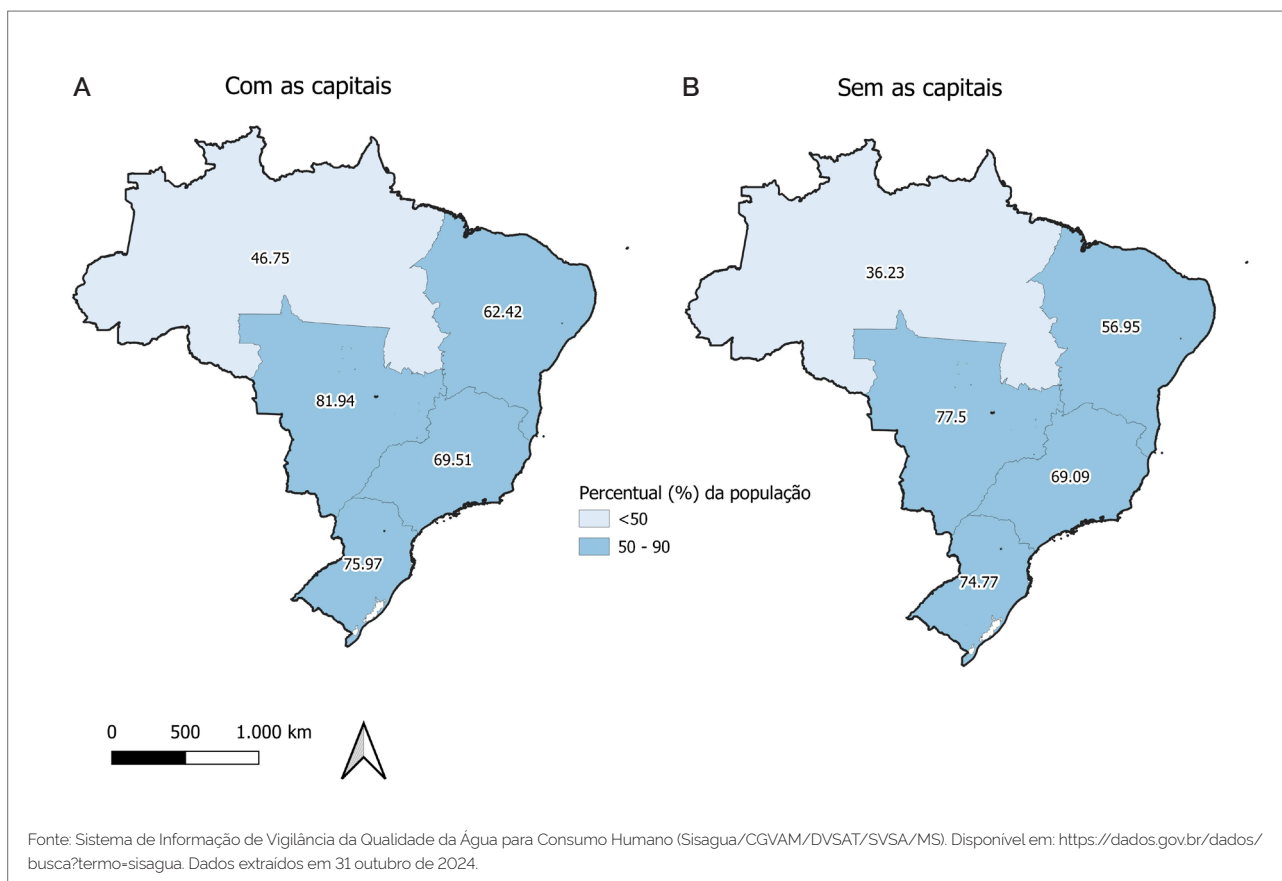 A
Com as capitais
46.75
62.42
81.94
69.51
75.97
B
Sem as capitais
36.23
56.95
77.5
69.09
74.77
Percentual (%) da população
<50
50 - 90
0 500 1.000 km
Fonte: Sistema de Informação de Vigilância da Qualidade da Água para Consumo Humano (Sisagua/CGVAM/DVSAT/SVSA/MS). Disponível em: https://dados.gov.br/dados/
busca?termo=sisagua. Dados extraídos em 31 outubro de 2024.